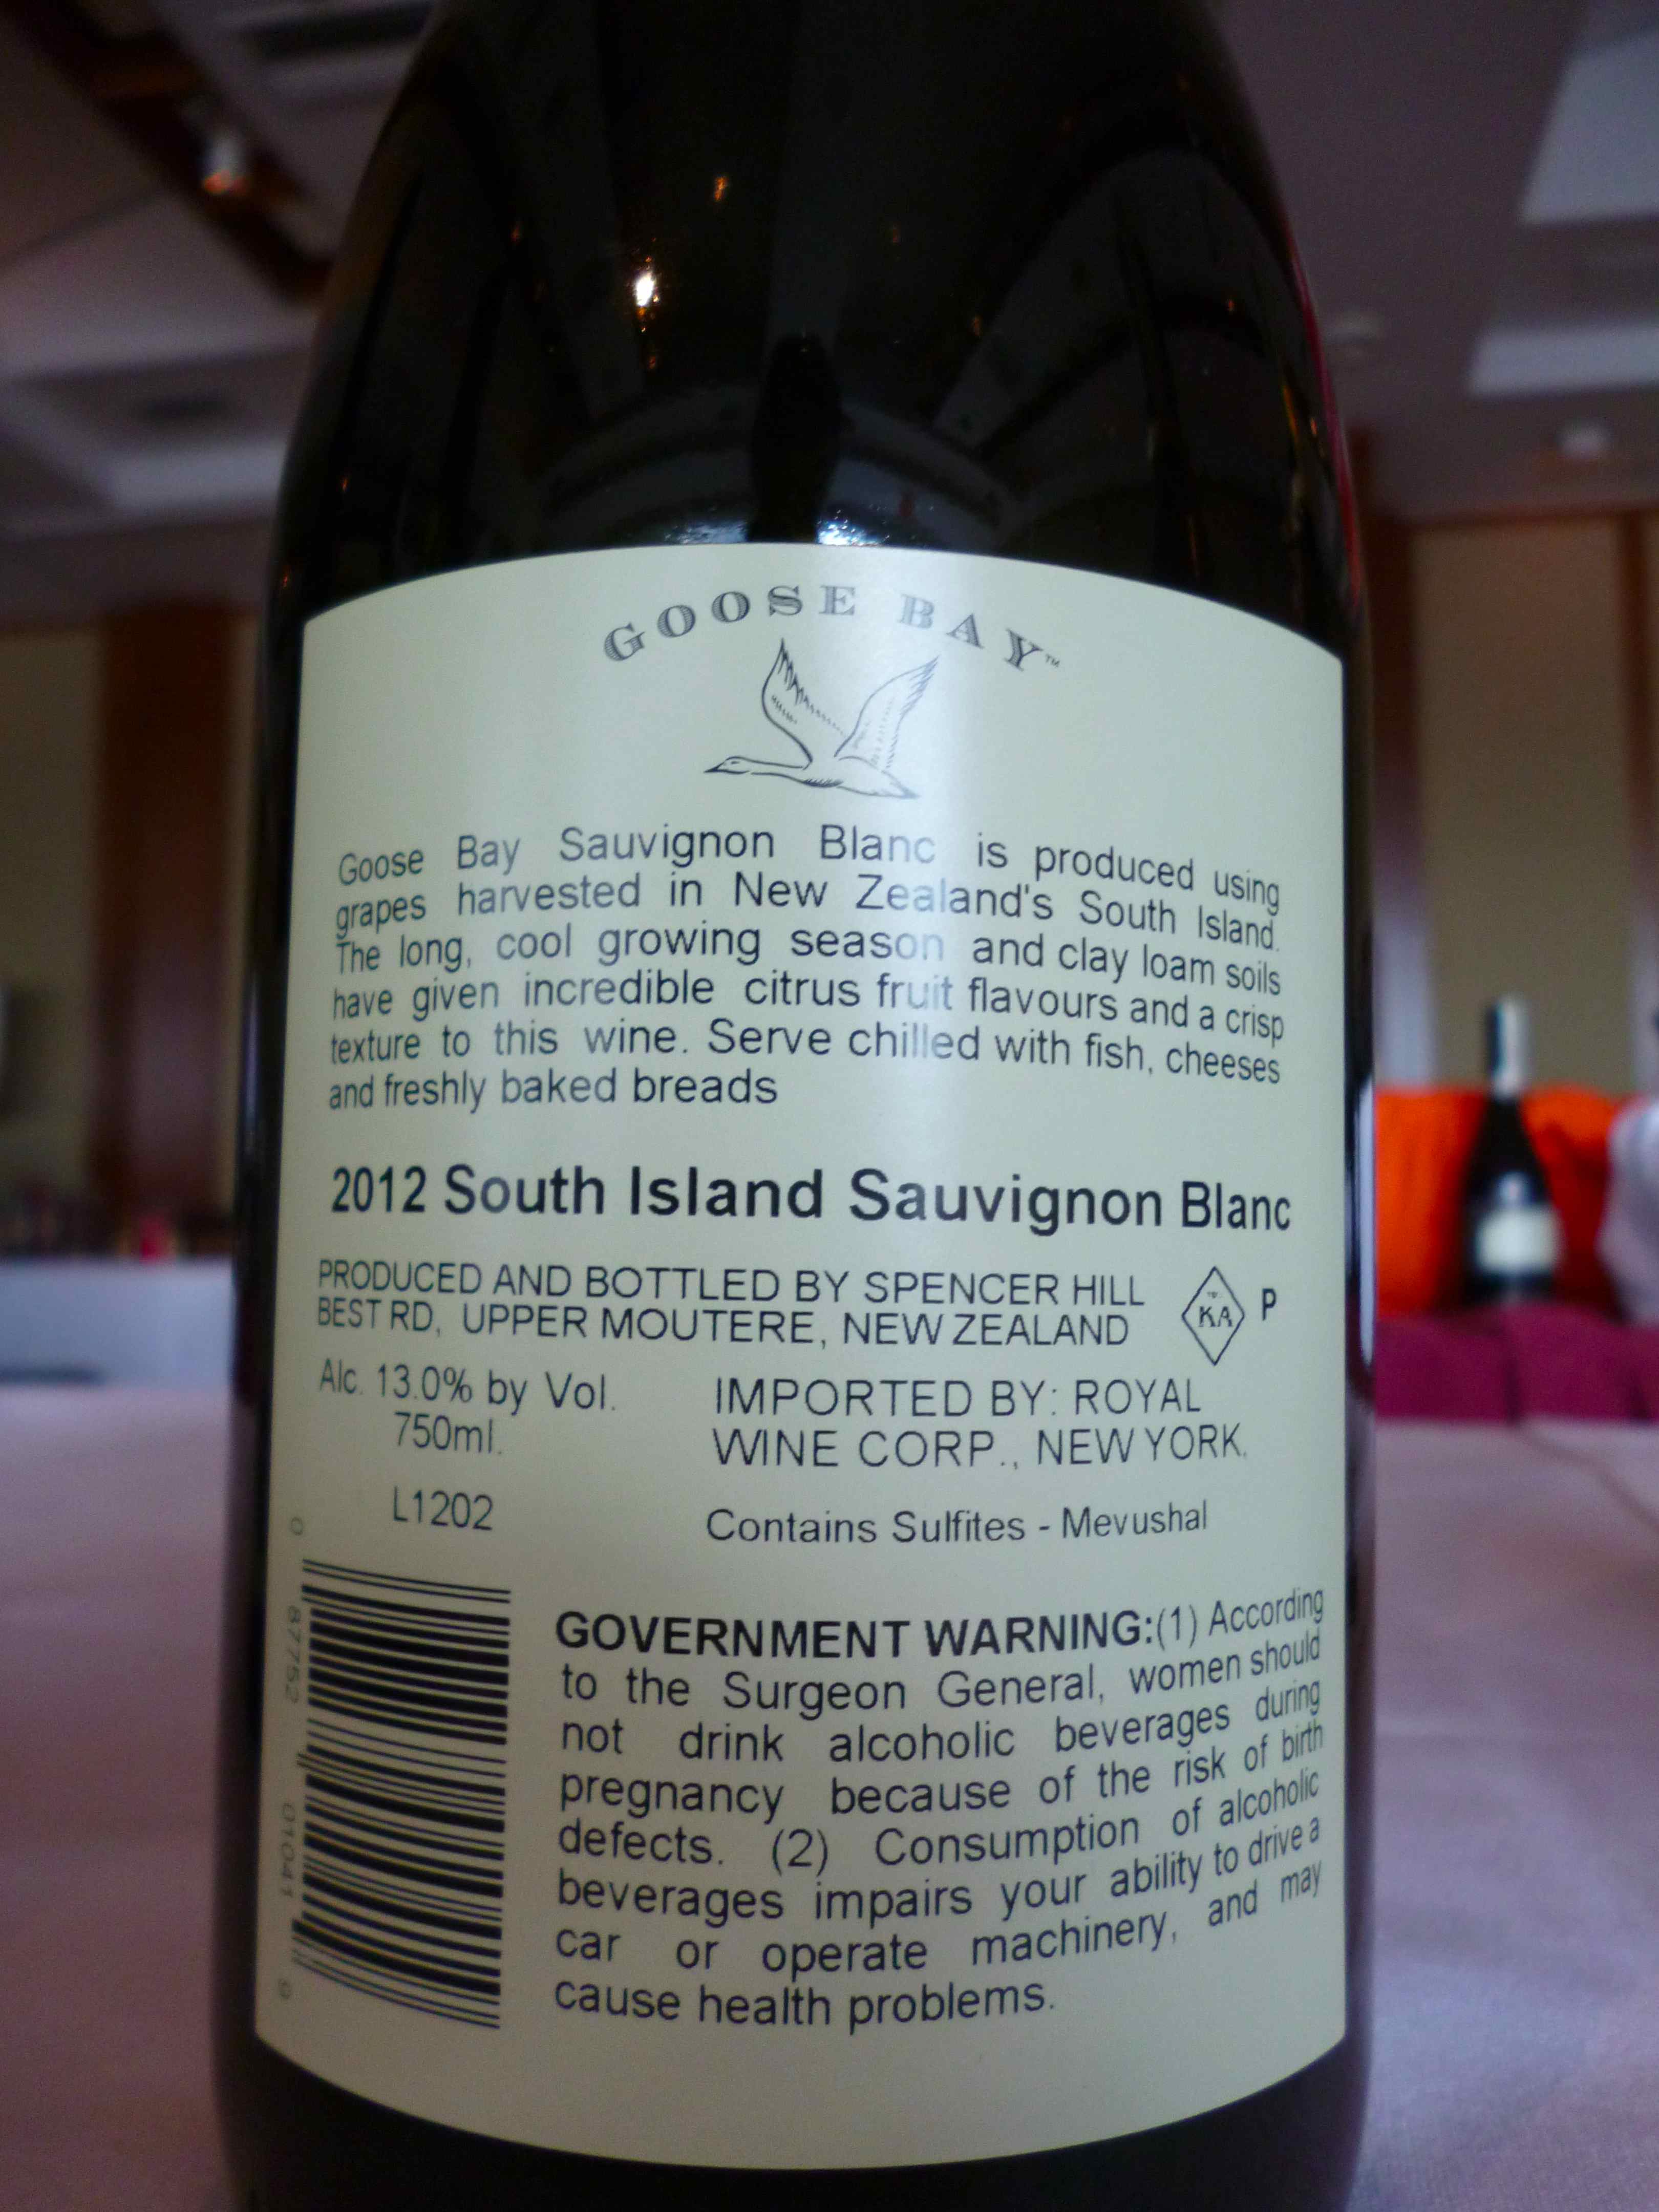 GOOSE BAY™
Goose Bay Sauvignon Blanc is produced using
grapes harvested in New Zealand's South Island.
The long, cool growing season and clay loam soils
have given incredible citrus fruit flavours and a crisp
texture to this wine. Serve chilled with fish, cheeses
and freshly baked breads
2012 South Island Sauvignon Blanc
PRODUCED AND BOTTLED BY SPENCER HILL
BEST RD, UPPER MOUTERE, NEW ZEALAND
KA P
Alc. 13.0% by Vol.
750ml.
IMPORTED BY: ROYAL
WINE CORP., NEW YORK.
L1202
Contains Sulfites - Mevushal
0 87752 01041 9
GOVERNMENT WARNING:(1) According
to the Surgeon General, women should
not drink alcoholic beverages during
pregnancy because of the risk of birth
defects. (2) Consumption of alcoholic
beverages impairs your ability to drive a
car or operate machinery, and may
cause health problems.